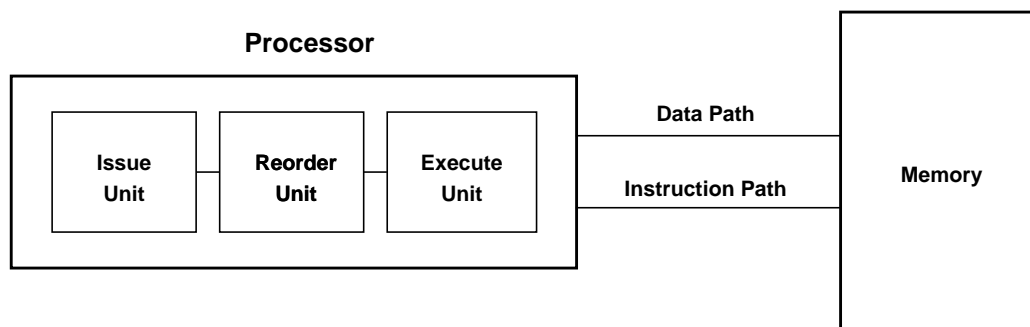 Processor
Issue
Unit
Reorder
Unit
Execute
Unit
Data Path
Instruction Path
Memory